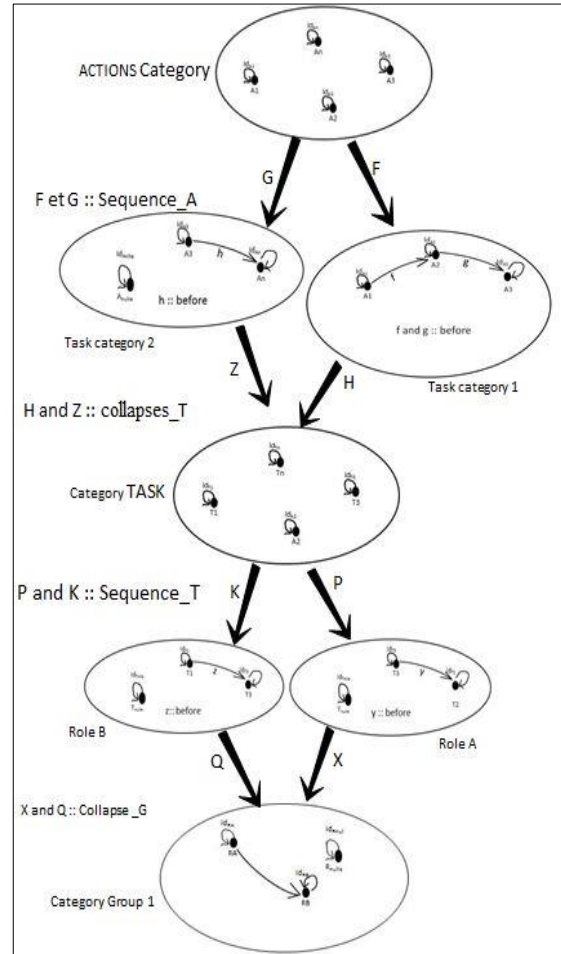 An
ACTIONS Category
A1
A3
A2
G
F
F et G :: Sequence_A
A3
h
An
h :: before
A2
g
A1
f and g :: before
A3
Task category 2
Task category 1
Z
H
H and Z :: collapses_T
Tn
Category TASK
T1
T3
A2
P and K :: Sequence_T
K
P
T1
z
T3
z::before
T3
y
T2
y :: before
Role B
Role A
Q
X
X and Q :: Collapse _G
RA
RB
Category Group 1